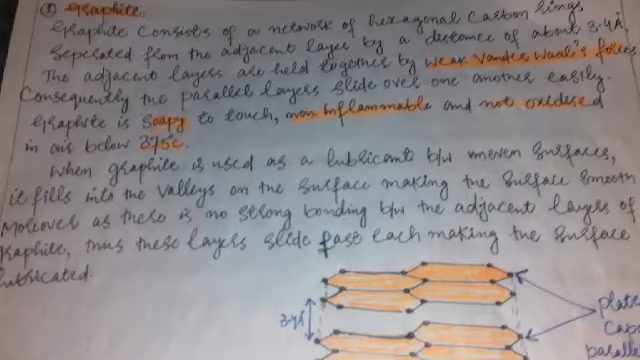 ① Graphite:
Graphite consists of a network of hexagonal carbon rings
seperated from the adjacent layer by a distance of about 3.4Å.
The adjacent layers are held together by weak Vander Waal's forces
Consequently the parallel layers slide over one another easily.
Graphite is soapy to touch, non inflammable and not oxidised
in air below 375c.
When graphite is used as a lubricant b/w uneven surfaces,
it fills into the valleys on the surface making the surface smooth
Moreover as there is no strong bonding b/w the adjacent layers of
graphite, thus these layers slide fast each making the surface
lubricated.
3.4Å
plate
parallel